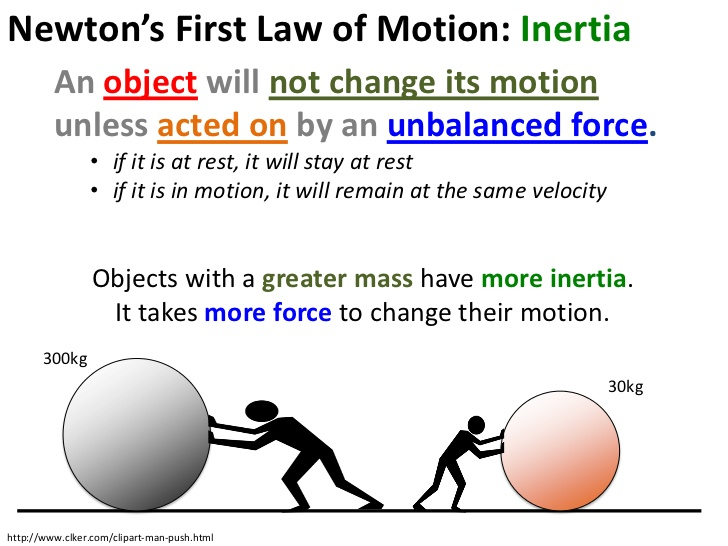 Newton’s First Law of Motion: Inertia
An object will not change its motion
unless acted on by an unbalanced force.
• if it is at rest, it will stay at rest
• if it is in motion, it will remain at the same velocity
Objects with a greater mass have more inertia.
It takes more force to change their motion.
300kg
30kg
http://www.clker.com/clipart-man-push.html